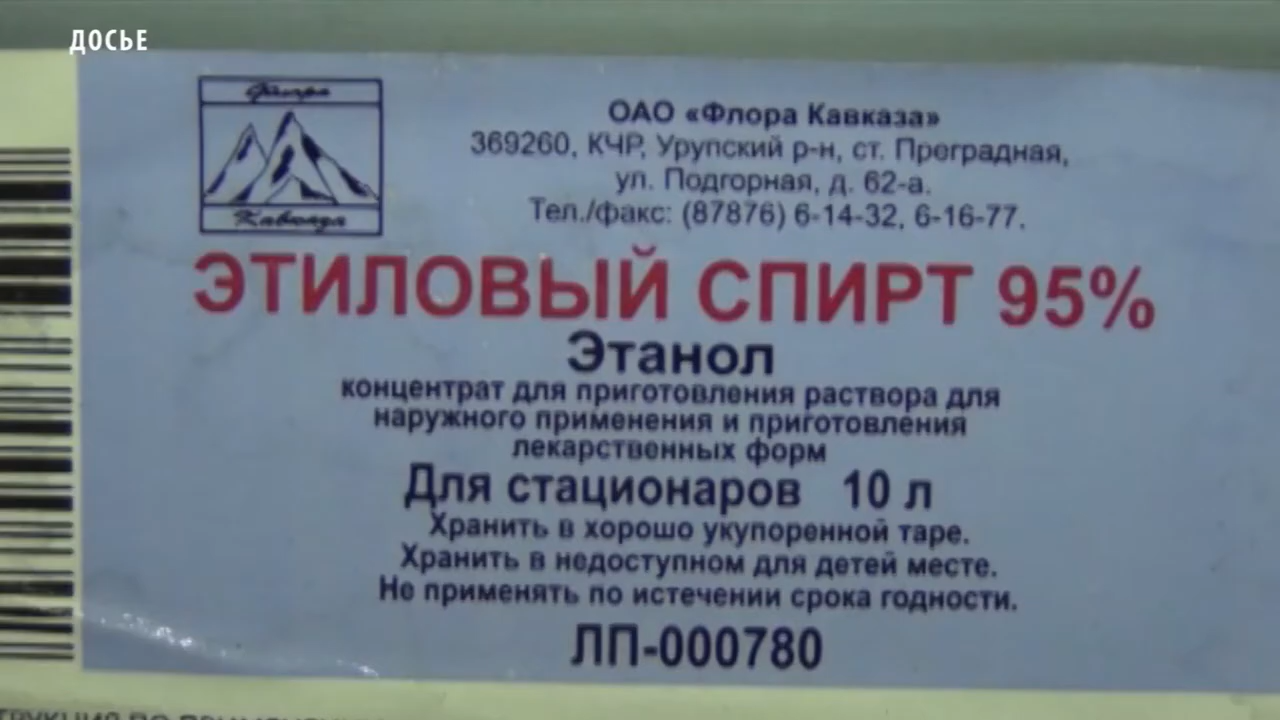 ДОСЬЕ
Флора
Кавказа
ОАО «Флора Кавказа»
369260, КЧР, Урупский р-н, ст. Преградная,
ул. Подгорная, д. 62-а.
Тел./факс: (87876) 6-14-32, 6-16-77.
ЭТИЛОВЫЙ СПИРТ 95%
Этанол
концентрат для приготовления раствора для
наружного применения и приготовления
лекарственных форм
Для стационаров 10 л
Хранить в хорошо укупоренной таре.
Хранить в недоступном для детей месте.
Не применять по истечении срока годности.
ЛП-000780